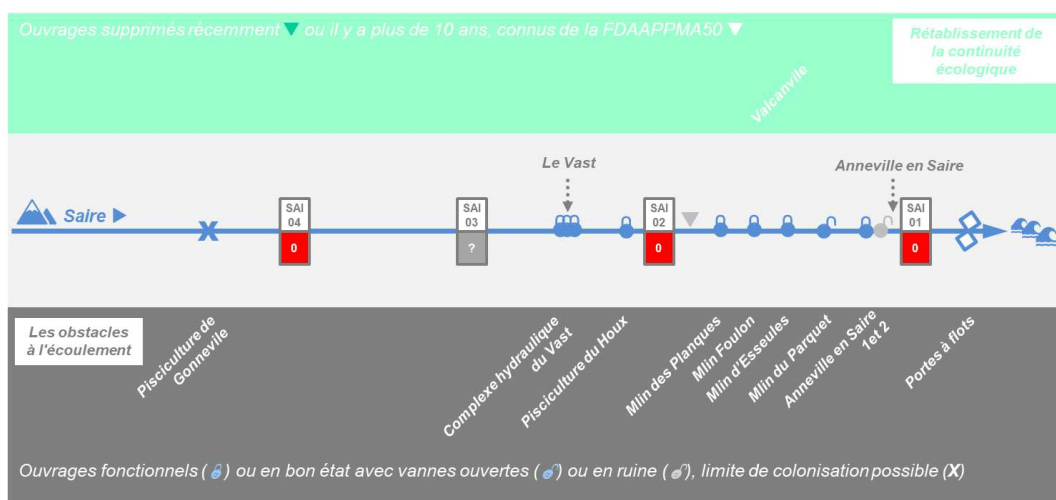 Ouvrages supprimés récemment ou il y a plus de 10 ans, connus de la FDAAPPMA50
Rétablissement de
la continuité
écologique
Valcanville
Le Vast
Anneville en Saire
Saire
SAI
04
0
SAI
03
?
SAI
02
0
SAI
01
0
Les obstacles
à l'écoulement
Pisciculture de
Gonnevile
Complexe hydraulique
du Vast
Pisciculture du Houx
Mlin des Planques
Mlin Foulon
Mlin d'Esseules
Mlin du Parquet
Anneville en Saire
1et 2
Portes à flots
Ouvrages fonctionnels ( ) ou en bon état avec vannes ouvertes ( ) ou en ruine ( ), limite de colonisation possible (X)